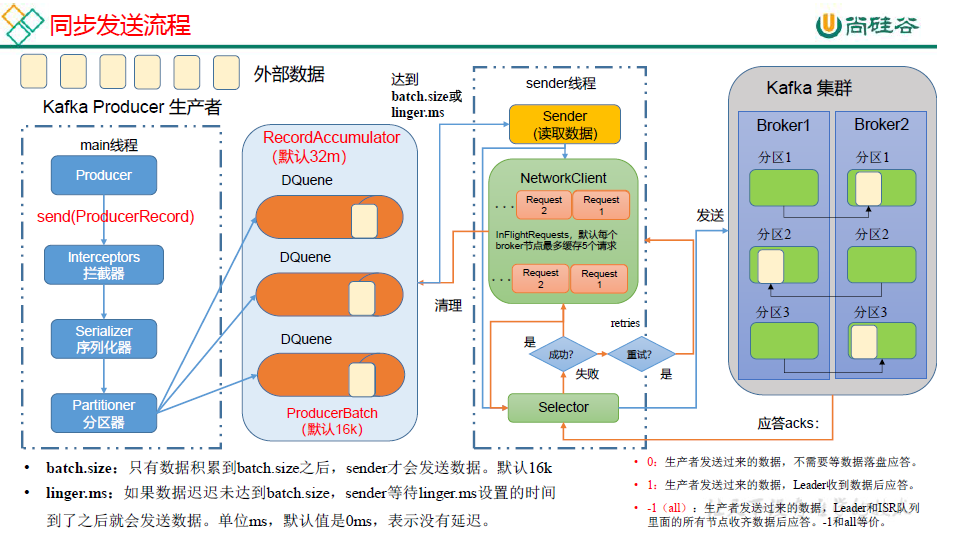 同步发送流程
尚硅谷
外部数据
Kafka Producer 生产者
main线程
Producer
send(ProducerRecord)
Interceptors
拦截器
Serializer
序列化器
Partitioner
分区器
RecordAccumulator
（默认32m）
DQuene
DQuene
DQuene
ProducerBatch
（默认16k）
达到
batch.size或
linger.ms
清理
sender线程
Sender
(读取数据)
NetworkClient
...
Request
2
Request
1
InFlightRequests，默认每个
broker节点最多缓存5个请求
...
Request
2
Request
1
retries
是
成功？
重试？
失败
是
Selector
发送
Kafka 集群
Broker1
Broker2
分区1
分区1
分区2
分区2
分区3
分区3
应答acks：
• batch.size：只有数据积累到batch.size之后，sender才会发送数据。默认16k
• linger.ms：如果数据迟迟未达到batch.size，sender等待linger.ms设置的时间
到了之后就会发送数据。单位ms，默认值是0ms，表示没有延迟。
• 0：生产者发送过来的数据，不需要等数据落盘应答。
• 1：生产者发送过来的数据，Leader收到数据后应答。
• -1（all）：生产者发送过来的数据，Leader和ISR队列
里面的所有节点收齐数据后应答。-1和all等价。